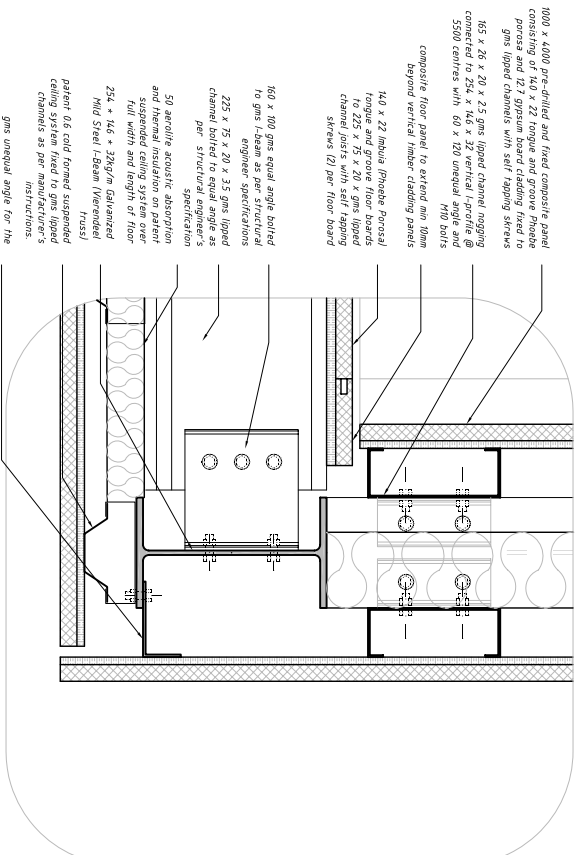 1000 x 4000 pre-drilled and fixed composite panel
consisting of 140 x 22 tongue and groove Phoebe
porosa and 12.7 gypsum board cladding fixed to
gms lipped channels with self tapping skrews
165 x 26 x 20 x 2.5 gms lipped channel nogging
connected to 254 x 146 x 32 vertical I-profile @
5500 centres with 60 x 120 unequal angle and
M10 bolts
composite floor panel to extend min 10mm
beyond vertical timber cladding panels
140 x 22 Imbuia (Phoebe Porosa)
tongue and groove floor boards
to 225 x 75 x 20 x gms lipped
channel joists with self tapping
skrews (2) per floor board
160 x 100 gms equal angle bolted
to gms I-beam as per structural
engineer specifications
225 x 75 x 20 x 3.5 gms lipped
channel bolted to equal angle as
per structural engineer's
specification
50 aerolite acoustic absorption
and thermal insulation on patent
suspended ceiling system over
full width and length of floor
254 * 146 * 32kg/m Galvanized
Mild Steel I-Beam (Vierendeel
truss)
patent 0.6 cold formed suspended
ceiling system fixed to gms lipped
channels as per manufacturer's
instructions.
gms unequal angle for the